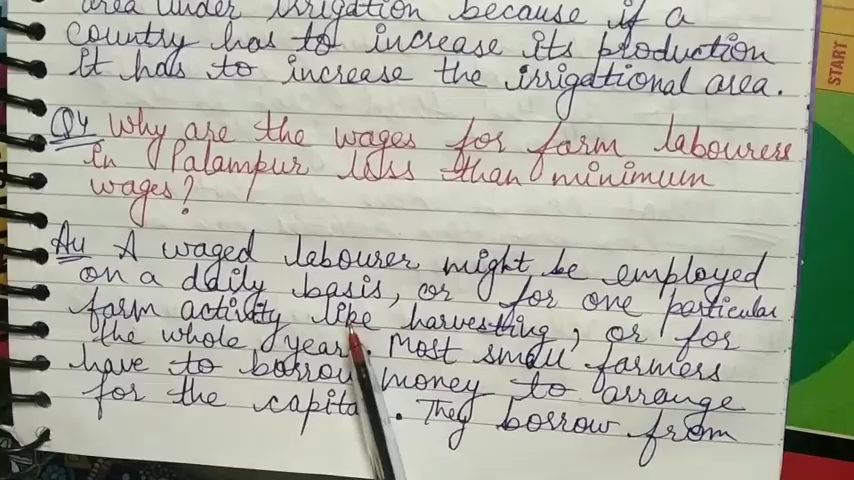 area under irrigation because if a
country has to increase its production
it has to increase the irrigational area.
Q4 Why are the wages for farm labourers
in Palampur less than minimum
wages?
A4 A waged labourer might be employed
on a daily basis, or for one particular
farm activity like harvesting, or for
the whole year. Most small farmers
have to borrow money to arrange
for the capital. They borrow from
START